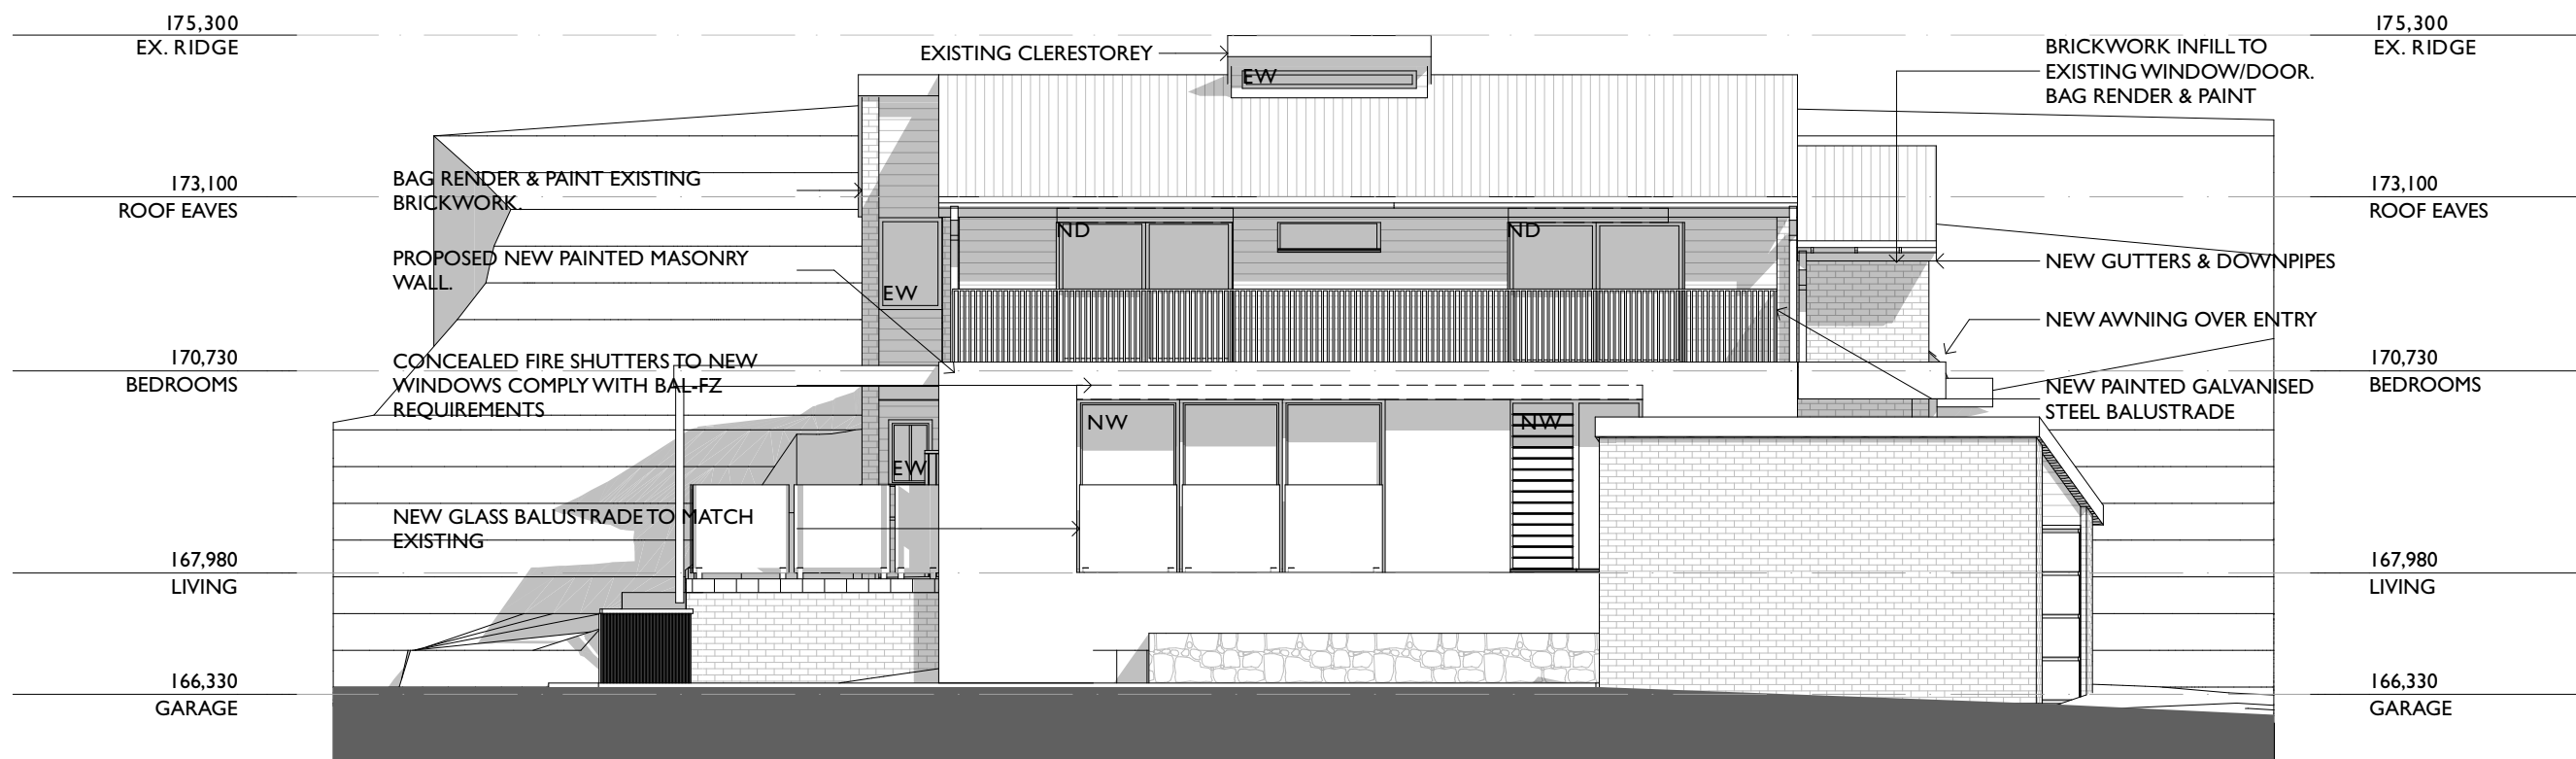 175,300
EX. RIDGE
173,100
ROOF EAVES
170,730
BEDROOMS
167,980
LIVING
166,330
GARAGE
EXISTING CLERESTOREY
BAG RENDER & PAINT EXISTING
BRICKWORK.
PROPOSED NEW PAINTED MASONRY
WALL.
CONCEALED FIRE SHUTTERS TO NEW
WINDOWS COMPLY WITH BAL-FZ
REQUIREMENTS
NEW GLASS BALUSTRADE TO MATCH
EXISTING
EW
ND
ND
EW
NW
NW
EW
BRICKWORK INFILL TO
EXISTING WINDOW/DOOR.
BAG RENDER & PAINT
NEW GUTTERS & DOWNPIPES
NEW AWNING OVER ENTRY
NEW PAINTED GALVANISED
STEEL BALUSTRADE
175,300
EX. RIDGE
173,100
ROOF EAVES
170,730
BEDROOMS
167,980
LIVING
166,330
GARAGE